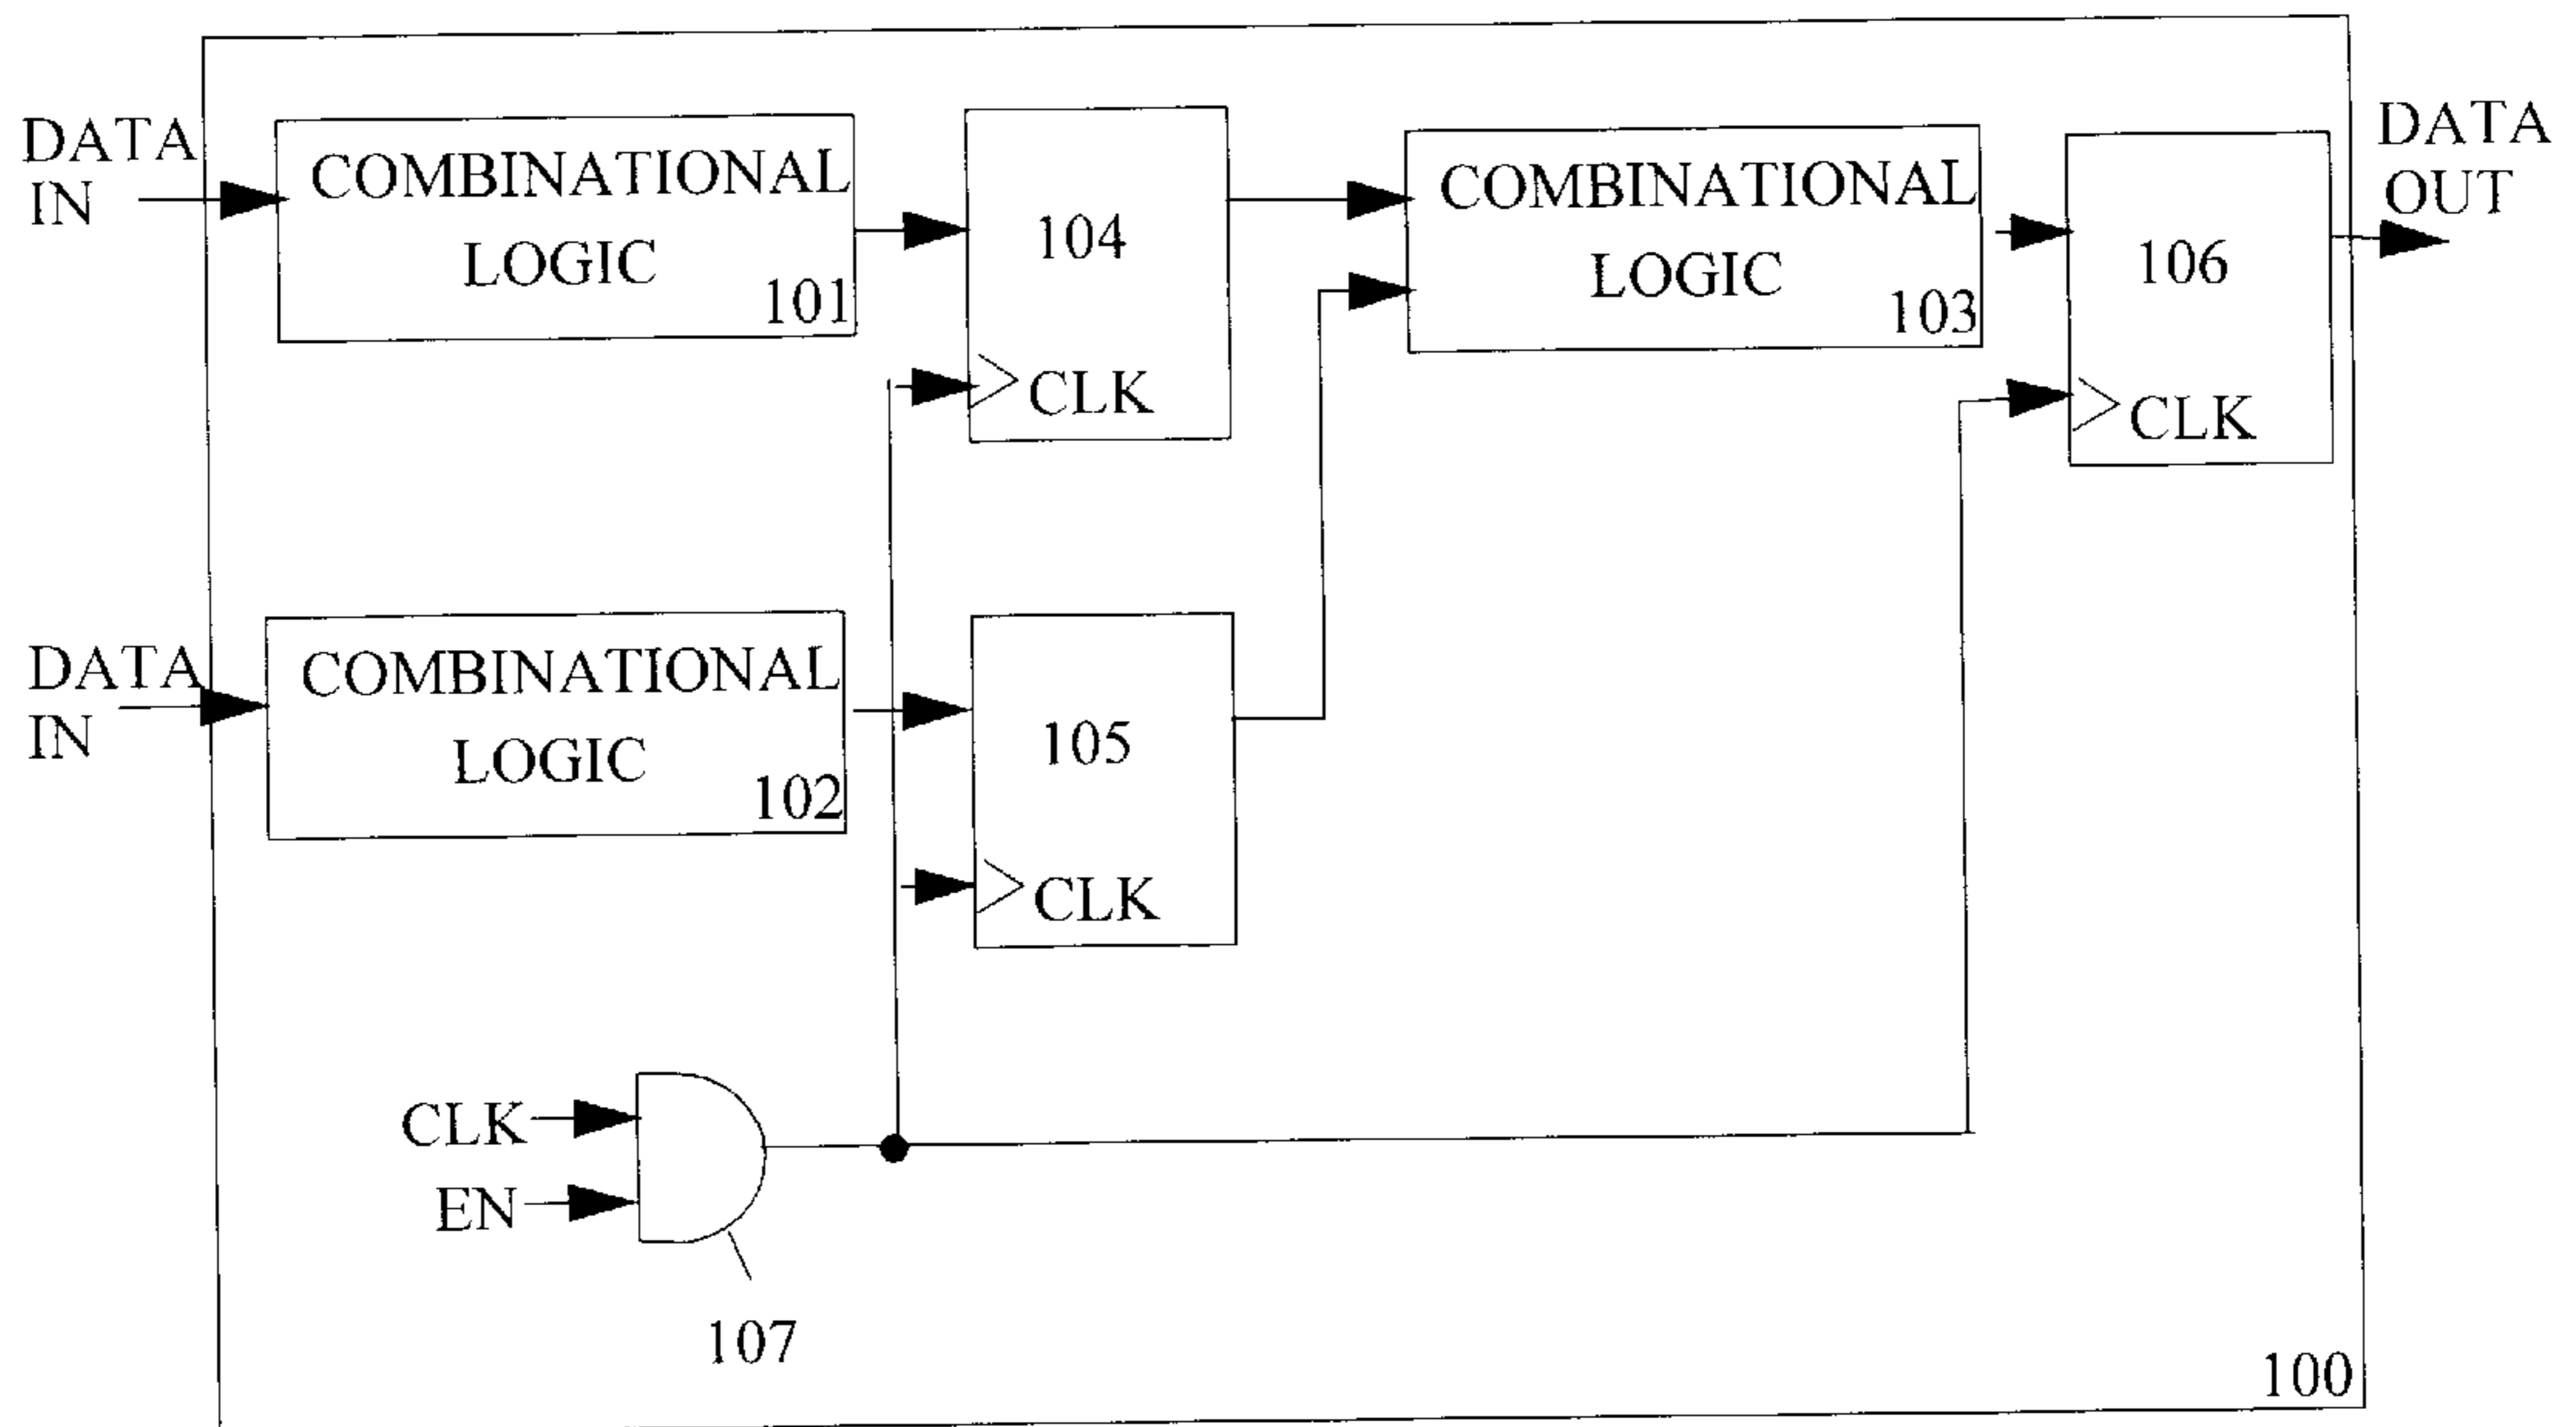 DATA
IN
COMBINATIONAL
LOGIC
101
104
CLK
COMBINATIONAL
LOGIC
103
106
CLK
DATA
OUT
DATA
IN
COMBINATIONAL
LOGIC
102
105
CLK
CLK
EN
107
100